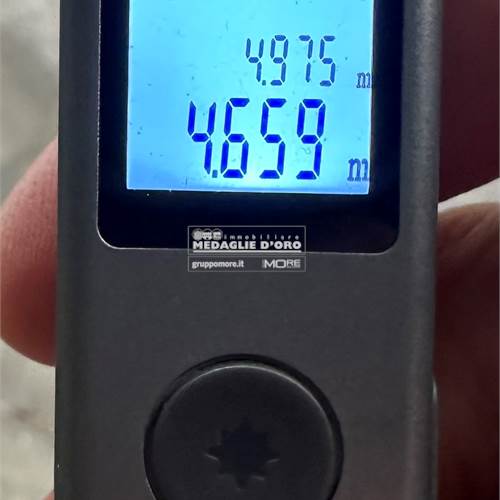 4.975 m
4.659 m
immobiliare
MEDAGLIE D'ORO
gruppomore.it
MORE